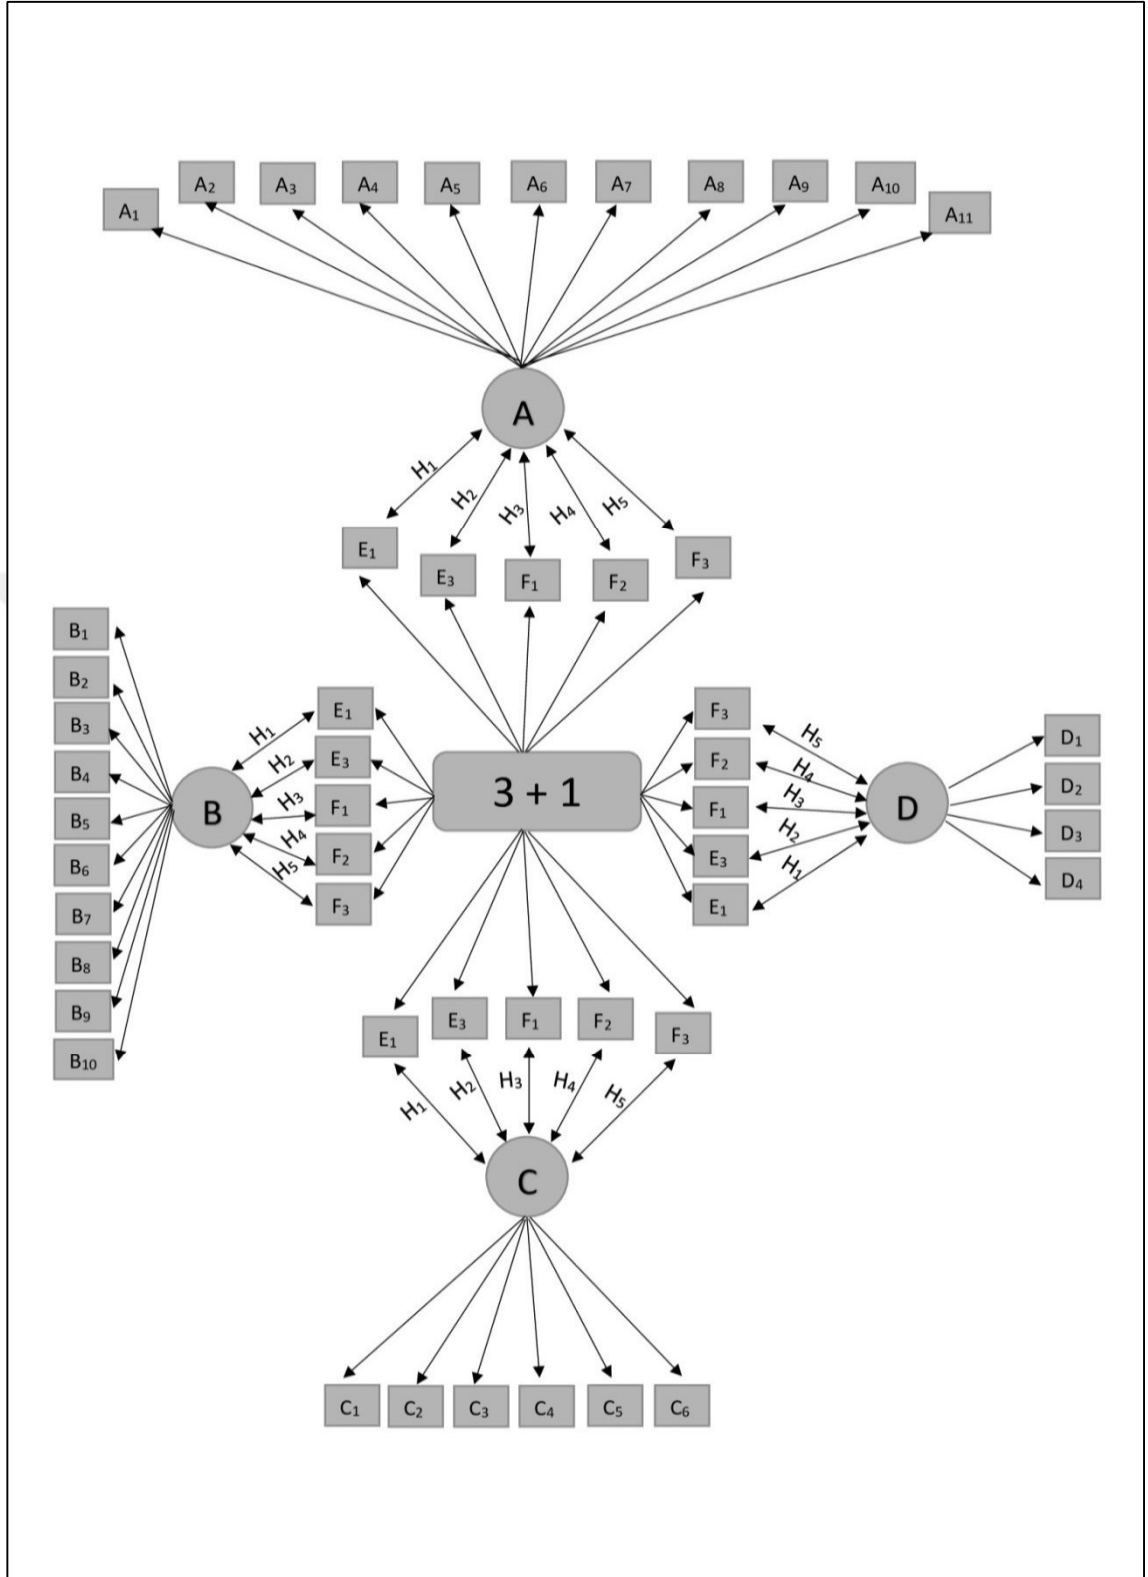 A1
A2
A3
A4
A5
A6
A7
A8
A9
A10
A11
A
H1
H2
H3
H4
H5
E1
E3
F1
F2
F3
B1
B2
B3
B4
B5
B6
B7
B8
B9
B10
B
H1
H2
H3
H4
H5
E1
E3
F1
F2
F3
3 + 1
F3
F2
F1
E3
E1
H5
H4
H3
H2
H1
D
D1
D2
D3
D4
E1
E3
F1
F2
F3
H1
H2
H3
H4
H5
C
C1
C2
C3
C4
C5
C6